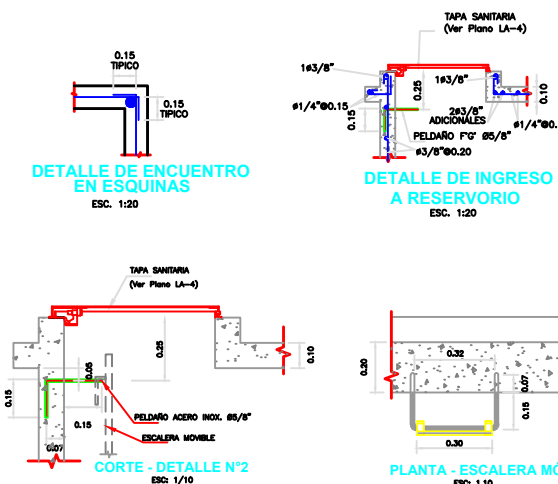 0.15
TIPICO
0.15
TIPICO
DETALLE DE ENCUENTRO
EN ESQUINAS
ESC. 1:20
TAPA SANITARIA
(Ver Plano LA-4)
1ø3/8"
1ø3/8"
0.25
0.10
ø1/4"@0.15
0.15
2ø3/8"
ADICIONALES
ø1/4"@0.
PELDAÑO F'G' Ø5/8"
ø3/8"@0.20
DETALLE DE INGRESO
A RESERVORIO
ESC. 1:20
TAPA SANITARIA
(Ver Plano LA-4)
0.25
0.10
0.05
0.15
0.15
0.07
PELDAÑO ACERO INOX. Ø5/8"
ESCALERA MOVIBLE
CORTE - DETALLE N°2
ESC: 1/10
0.20
0.32
0.07
0.15
0.30
PLANTA - ESCALERA MÓ
ESC: 1.10